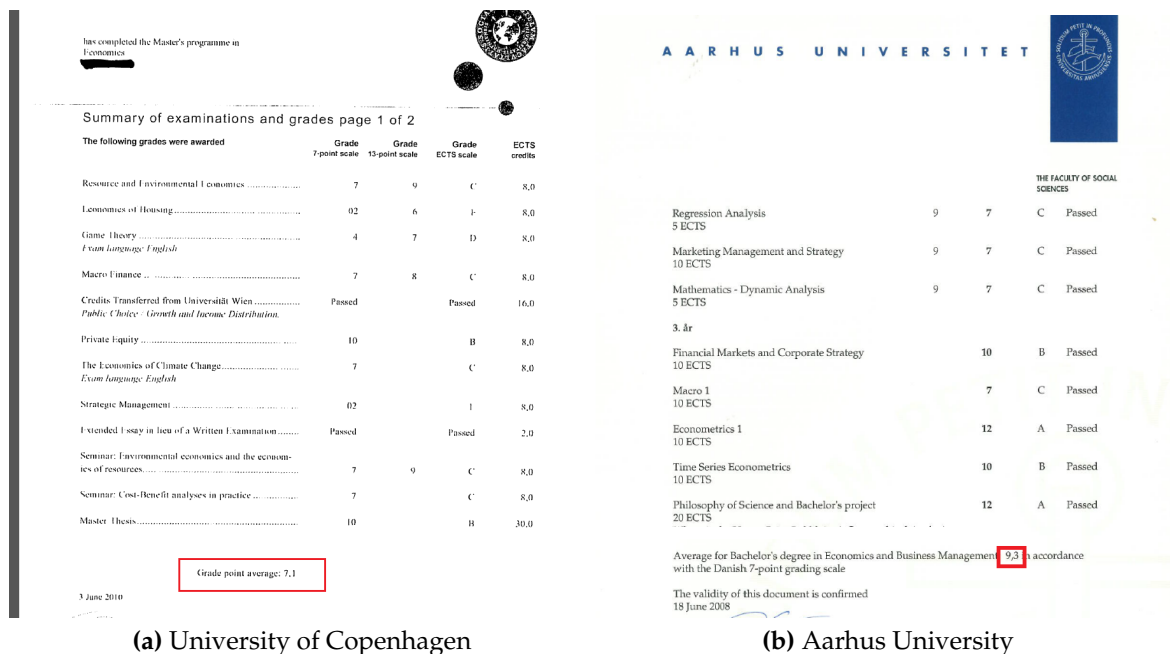 has completed the Master's programme in
Economics
Summary of examinations and grades page 1 of 2
The following grades were awarded Grade Grade Grade ECTS
7-point scale 13-point scale ECTS scale credits
Resource and Environmental Economics .................... 7 9 C 8,0
Economics of Housing................................................ 02 6 E 8,0
Game Theory ............................................................ 4 7 D 8,0
Exam language English
Macro Finance .. ...................................................... 7 8 C 8,0
Credits Transferred from Universität Wien ................. Passed Passed 16,0
Public Choice / Growth and Income Distribution.
Private Equity ........................................................... 10 B 8,0
The Economics of Climate Change............................ 7 C 8,0
Exam language English
Strategic Management ............................................... 02 E 8,0
Extended Essay in lieu of a Written Examination........ Passed Passed 2,0
Seminar: Environmental economics and the econom-
ics of resources.......................................................... 7 9 C 8,0
Seminar: Cost-Benefit analyses in practice ................ 7 C 8,0
Master Thesis............................................................ 10 B 30,0
Grade point average: 7,1
3 June 2010
(a) University of Copenhagen
AARHUS UNIVERSITET
THE FACULTY OF SOCIAL
SCIENCES
Regression Analysis 9 7 C Passed
5 ECTS
Marketing Management and Strategy 9 7 C Passed
10 ECTS
Mathematics - Dynamic Analysis 9 7 C Passed
5 ECTS
3. år
Financial Markets and Corporate Strategy 10 B Passed
10 ECTS
Macro 1 7 C Passed
10 ECTS
Econometrics 1 12 A Passed
10 ECTS
Time Series Econometrics 10 B Passed
10 ECTS
Philosophy of Science and Bachelor's project 12 A Passed
20 ECTS
Average for Bachelor's degree in Economics and Business Management 9,3 in accordance
with the Danish 7-point grading scale
The validity of this document is confirmed
18 June 2008
(b) Aarhus University